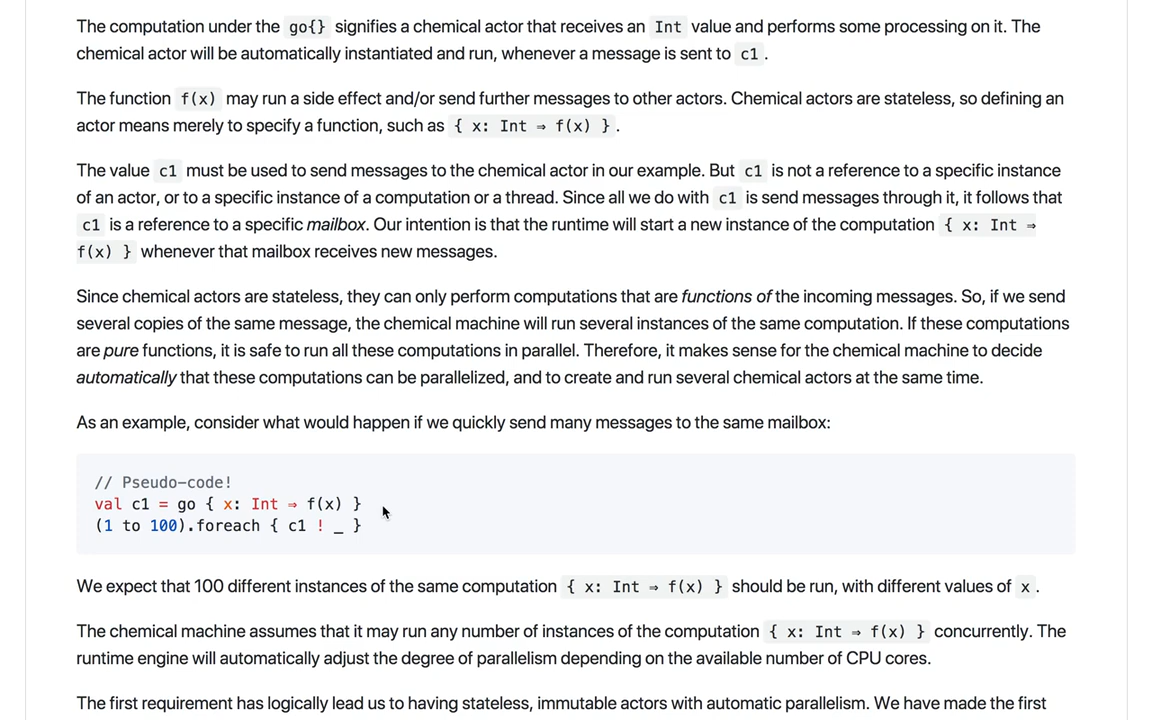 The computation under the go{} signifies a chemical actor that receives an Int value and performs some processing on it. The
chemical actor will be automatically instantiated and run, whenever a message is sent to c1 .
The function f(x) may run a side effect and/or send further messages to other actors. Chemical actors are stateless, so defining an
actor means merely to specify a function, such as { x: Int ⇒ f(x) } .
The value c1 must be used to send messages to the chemical actor in our example. But c1 is not a reference to a specific instance
of an actor, or to a specific instance of a computation or a thread. Since all we do with c1 is send messages through it, it follows that
c1 is a reference to a specific mailbox. Our intention is that the runtime will start a new instance of the computation { x: Int ⇒
f(x) } whenever that mailbox receives new messages.
Since chemical actors are stateless, they can only perform computations that are functions of the incoming messages. So, if we send
several copies of the same message, the chemical machine will run several instances of the same computation. If these computations
are pure functions, it is safe to run all these computations in parallel. Therefore, it makes sense for the chemical machine to decide
automatically that these computations can be parallelized, and to create and run several chemical actors at the same time.
As an example, consider what would happen if we quickly send many messages to the same mailbox:
// Pseudo-code!
val c1 = go { x: Int ⇒ f(x) }
(1 to 100).foreach { c1 ! _ }
We expect that 100 different instances of the same computation { x: Int ⇒ f(x) } should be run, with different values of x .
The chemical machine assumes that it may run any number of instances of the computation { x: Int ⇒ f(x) } concurrently. The
runtime engine will automatically adjust the degree of parallelism depending on the available number of CPU cores.
The first requirement has logically lead us to having stateless, immutable actors with automatic parallelism. We have made the first